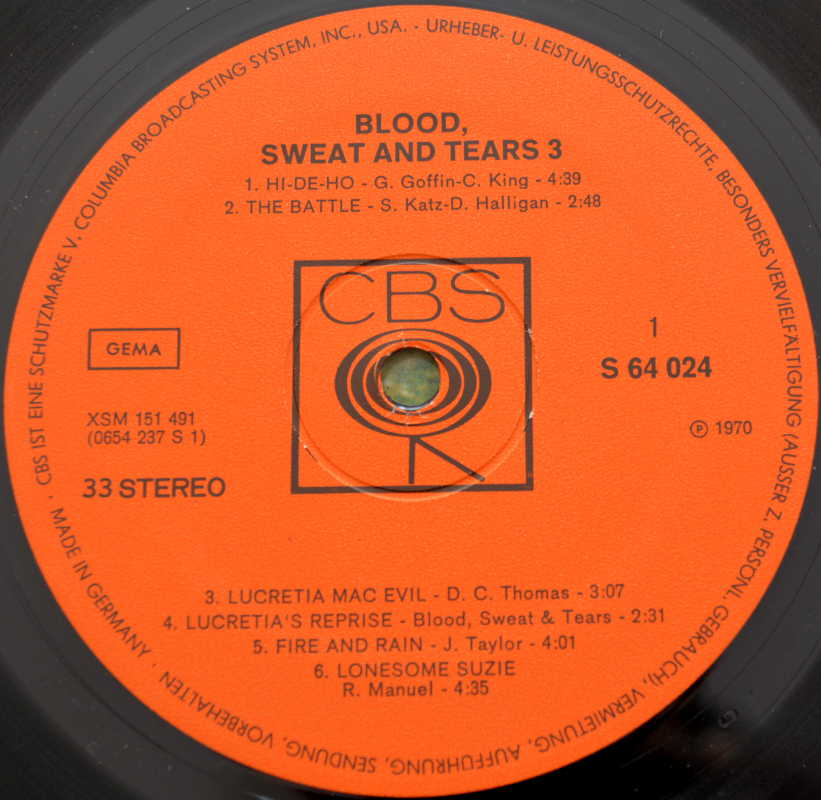 CBS IST EINE SCHUTZMARKE V. COLUMBIA BROADCASTING SYSTEM, INC., USA. - URHEBER- U. LEISTUNGSSCHUTZRECHTE, BESONDERS VERVIELFÄLTIGUNG (AUSSER Z. PERSÖNL. GEBRAUCH), VERMIETUNG, AUFFÜHRUNG, SENDUNG, VORBEHALTEN · MADE IN GERMANY ·
BLOOD,
SWEAT AND TEARS 3
1. HI-DE-HO - G. Goffin-C. King - 4:39
2. THE BATTLE - S. Katz-D. Halligan - 2:48
CBS
GEMA
1
S 64 024
XSM 151 491
(0654 237 S 1)
℗ 1970
33 STEREO
3. LUCRETIA MAC EVIL - D. C. Thomas - 3:07
4. LUCRETIA'S REPRISE - Blood, Sweat & Tears - 2:31
5. FIRE AND RAIN - J. Taylor - 4:01
6. LONESOME SUZIE
R. Manuel - 4:35